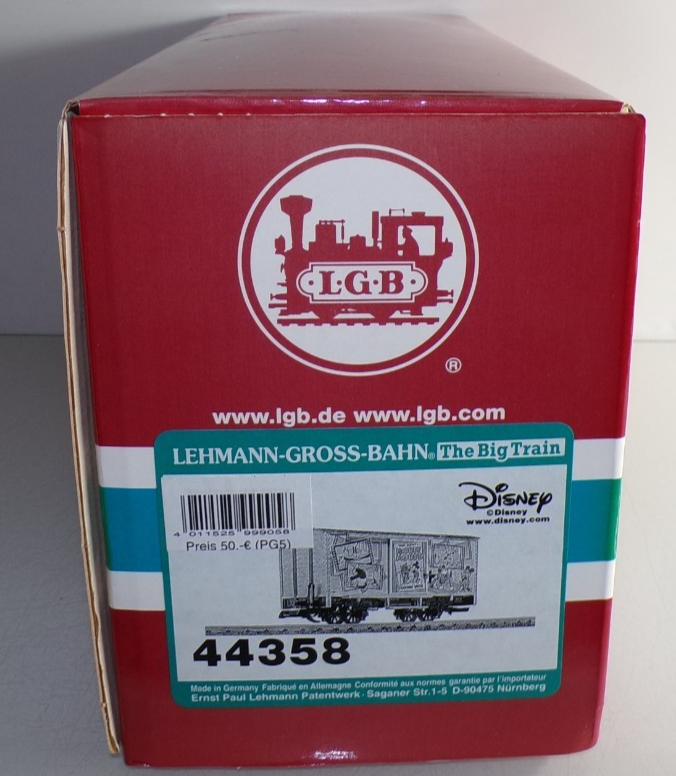 L·G·B
®
www.lgb.de www.lgb.com
LEHMANN-GROSS-BAHN® The Big Train
Disney
©Disney
www.disney.com
4 011525 999058
Preis 50.-€ (PG5)
44358
Made in Germany Fabriqué en Allemagne Conformité aux normes garantie par l'importateur
Ernst Paul Lehmann Patentwerk · Saganer Str.1-5 D-90475 Nürnberg